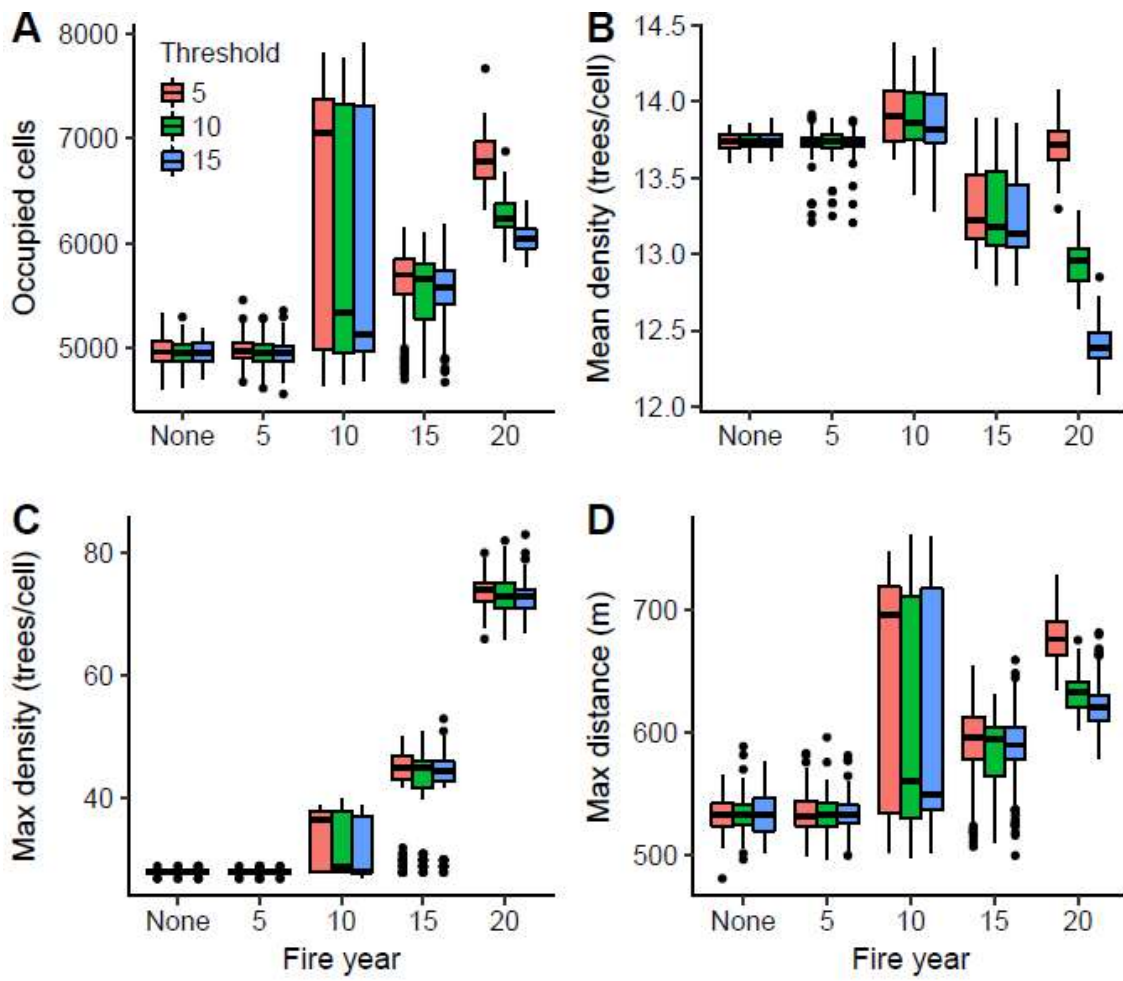 A
Occupied cells
8000
7000
6000
5000
Threshold
5
10
15
None 5 10 15 20
B
Mean density (trees/cell)
14.5
14.0
13.5
13.0
12.5
12.0
None 5 10 15 20
C
Max density (trees/cell)
80
60
40
None 5 10 15 20
Fire year
D
Max distance (m)
700
600
500
None 5 10 15 20
Fire year